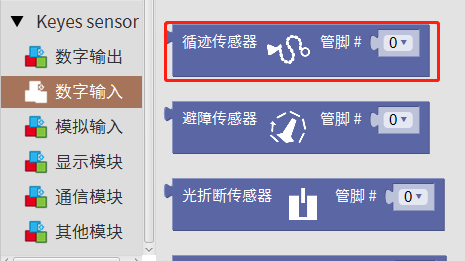 Keyes sensor
数字输出
数字输入
模拟输入
显示模块
通信模块
其他模块
循迹传感器 管脚 # 0
避障传感器 管脚 # 0
光折断传感器 管脚 # 0